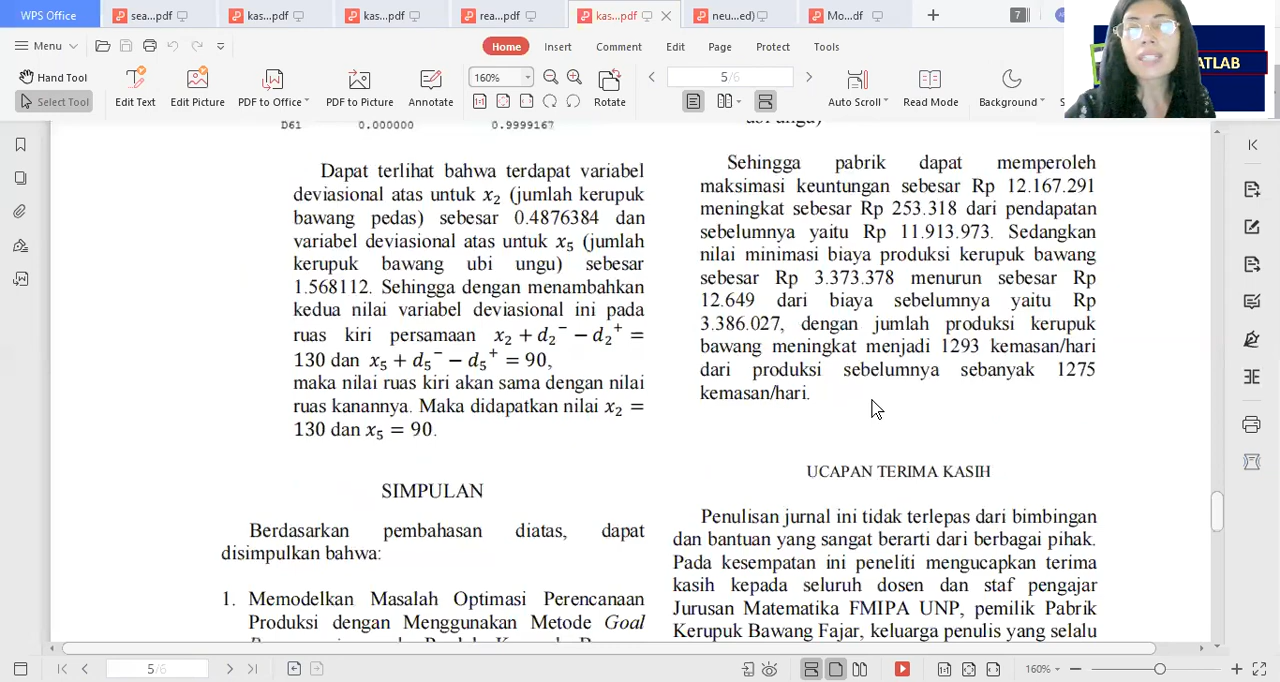 WPS Office
sea...pdf
kas...pdf
kas...pdf
rea...pdf
kas...pdf
neu...ed)
Mo...df
7
Menu
Home
Insert
Comment
Edit
Page
Protect
Tools
ATLAB
Hand Tool
Select Tool
Edit Text
Edit Picture
PDF to Office
PDF to Picture
Annotate
160%
Rotate
5/6
Auto Scroll
Read Mode
Background
D61 0.000000 0.9999167
Dapat terlihat bahwa terdapat variabel
deviasional atas untuk x₂ (jumlah kerupuk
bawang pedas) sebesar 0.4876384 dan
variabel deviasional atas untuk x₅ (jumlah
kerupuk bawang ubi ungu) sebesar
1.568112. Sehingga dengan menambahkan
kedua nilai variabel deviasional ini pada
ruas kiri persamaan x₂ + d₂⁻ − d₂⁺ =
130 dan x₅ + d₅⁻ − d₅⁺ = 90,
maka nilai ruas kiri akan sama dengan nilai
ruas kanannya. Maka didapatkan nilai x₂ =
130 dan x₅ = 90.
SIMPULAN
Berdasarkan pembahasan diatas, dapat
disimpulkan bahwa:
1. Memodelkan Masalah Optimasi Perencanaan
Produksi dengan Menggunakan Metode Goal
ubi ungu)
Sehingga pabrik dapat memperoleh
maksimasi keuntungan sebesar Rp 12.167.291
meningkat sebesar Rp 253.318 dari pendapatan
sebelumnya yaitu Rp 11.913.973. Sedangkan
nilai minimasi biaya produksi kerupuk bawang
sebesar Rp 3.373.378 menurun sebesar Rp
12.649 dari biaya sebelumnya yaitu Rp
3.386.027, dengan jumlah produksi kerupuk
bawang meningkat menjadi 1293 kemasan/hari
dari produksi sebelumnya sebanyak 1275
kemasan/hari.
UCAPAN TERIMA KASIH
Penulisan jurnal ini tidak terlepas dari bimbingan
dan bantuan yang sangat berarti dari berbagai pihak.
Pada kesempatan ini peneliti mengucapkan terima
kasih kepada seluruh dosen dan staf pengajar
Jurusan Matematika FMIPA UNP, pemilik Pabrik
Kerupuk Bawang Fajar, keluarga penulis yang selalu
5/6
160%